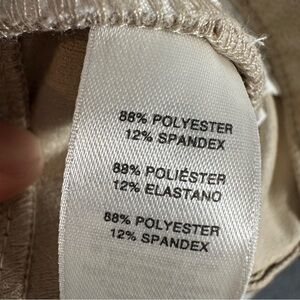 88% POLYESTER
12% SPANDEX
88% POLIÉSTER
12% ELASTANO
88% POLYESTER
12% SPANDEX